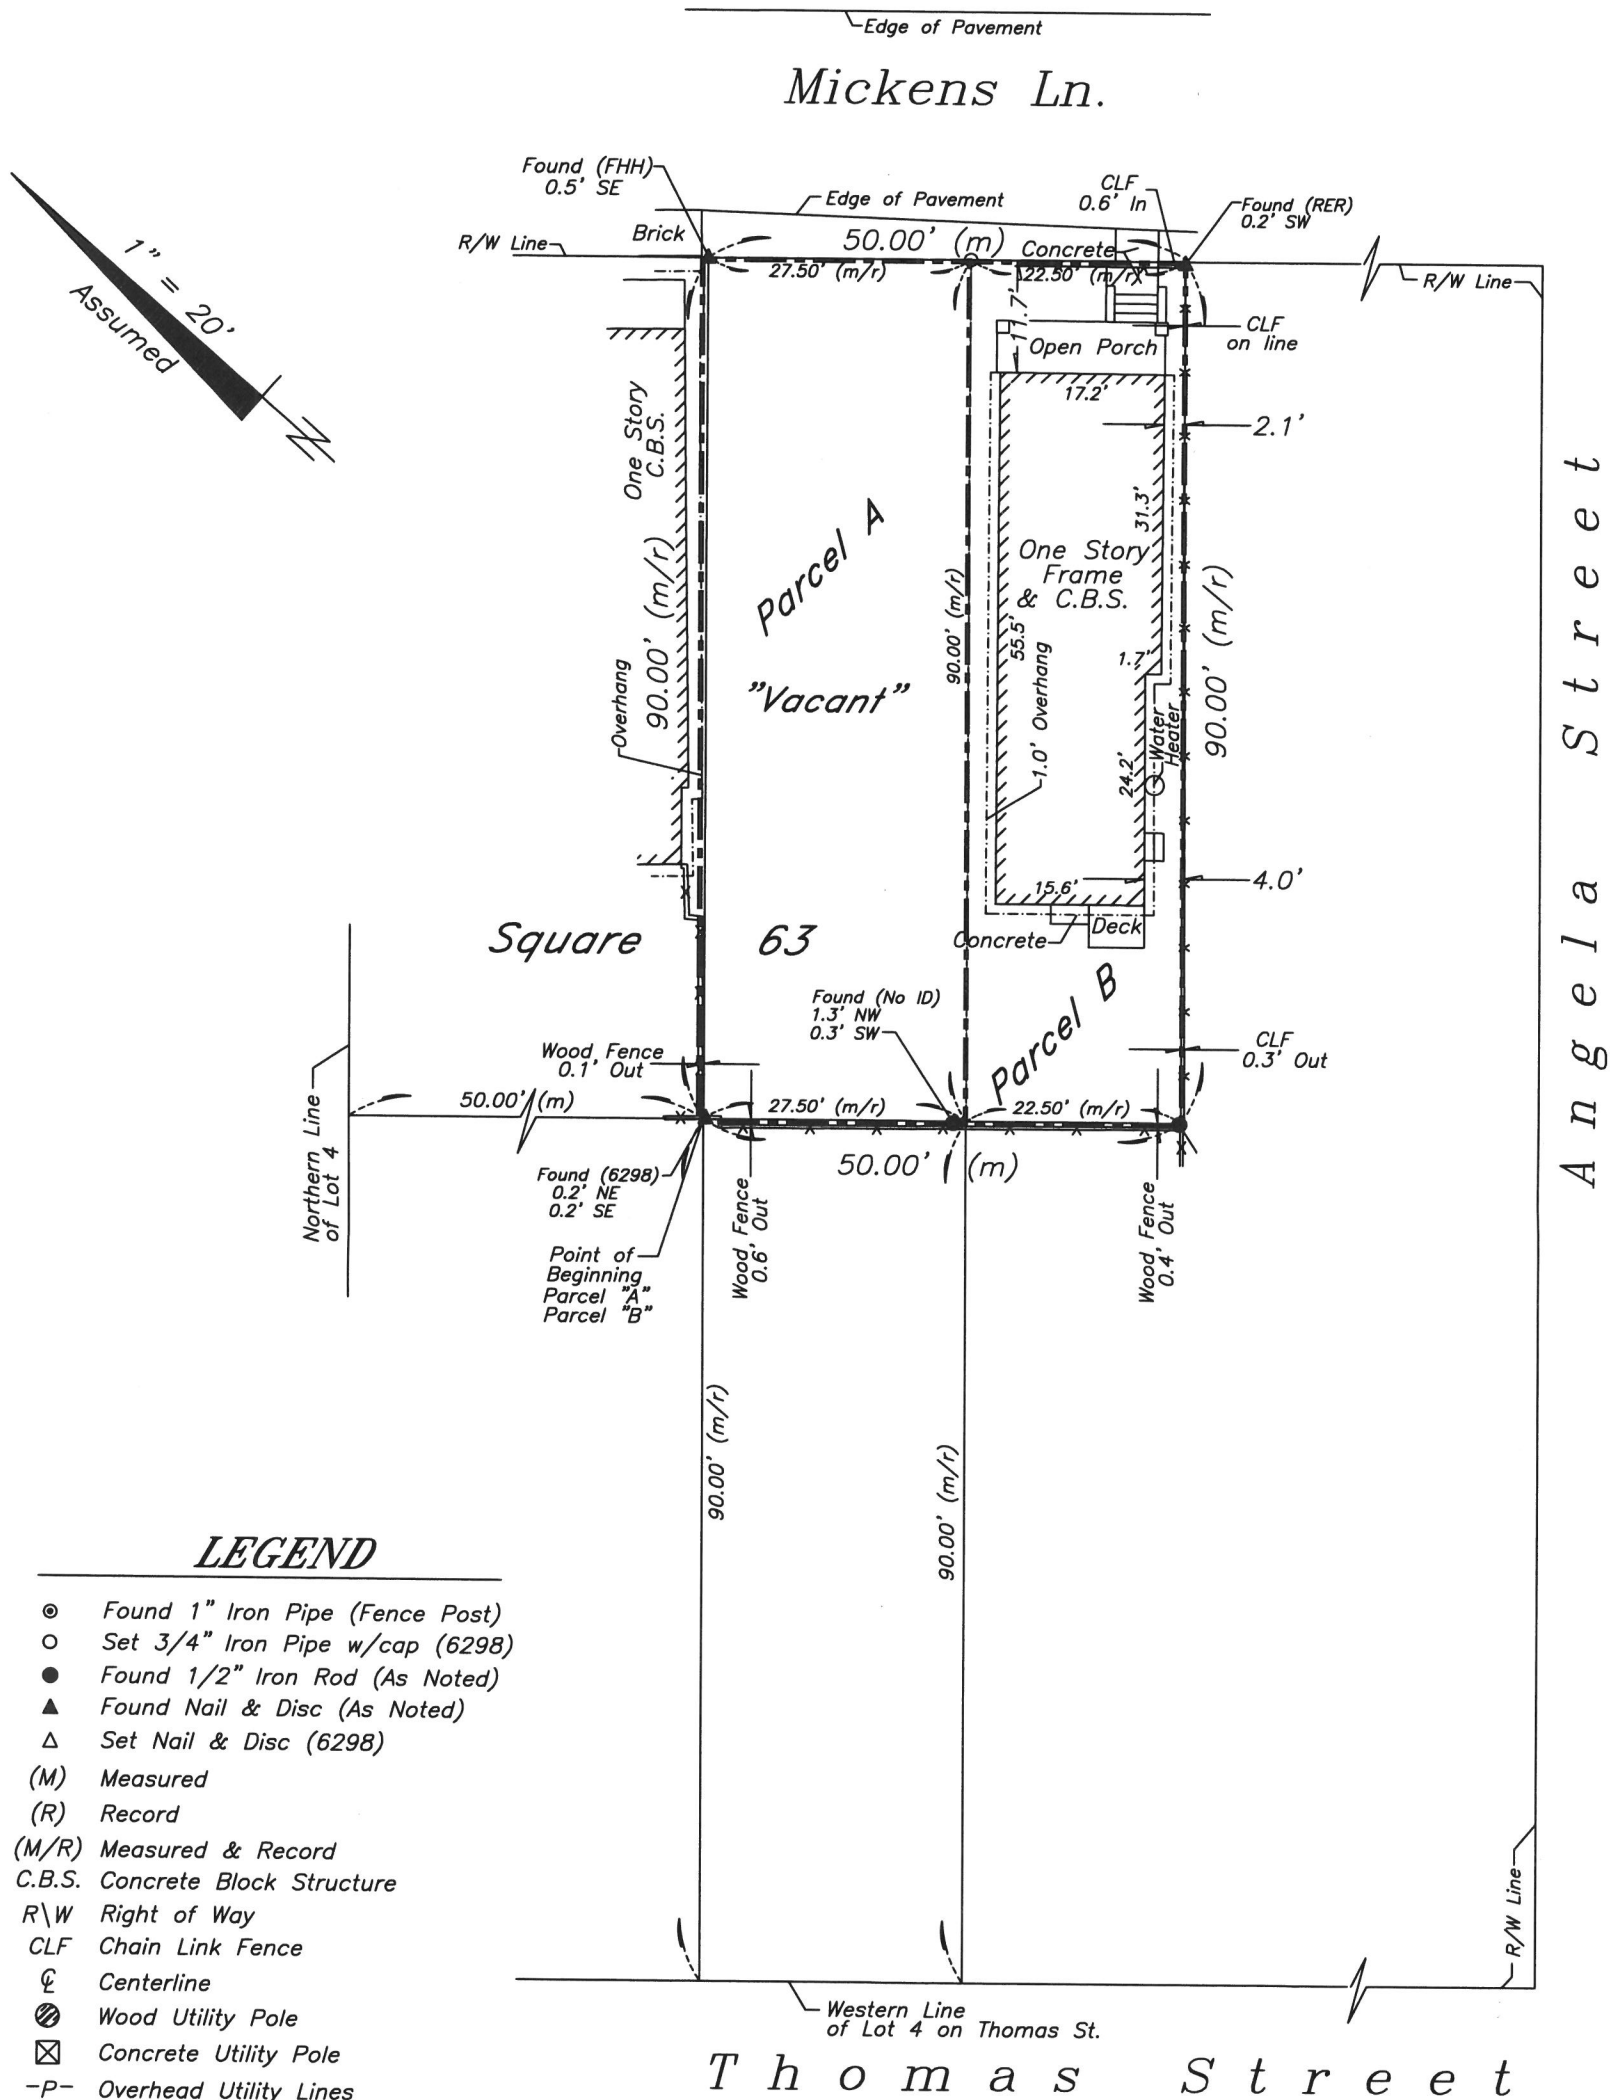 Edge of Pavement
Mickens Ln.
Found (FHH)
0.5' SE
Edge of Pavement
CLF
0.6' In
Found (RER)
0.2' SW
R/W Line
Brick
50.00' (m)
Concrete
27.50' (m/r)
22.50' (m/r)
R/W Line
1" = 20'
Assumed
N
11.7'
CLF
on line
Open Porch
17.2'
2.1'
One Story
C.B.S.
Parcel A
31.3'
One Story
Frame
& C.B.S.
90.00' (m/r)
90.00' (m/r)
90.00' (m/r)
55.5'
1.7'
"Vacant"
Overhang
1.0' Overhang
Water
Heater
24.2'
Angela Street
15.6'
4.0'
Deck
Concrete
Square 63
Parcel B
Found (No ID)
1.3' NW
0.3' SW
Wood Fence
0.1' Out
CLF
0.3' Out
Northern Line
of Lot 4
50.00' (m)
27.50' (m/r)
22.50' (m/r)
50.00' (m)
Found (6298)
0.2' NE
0.2' SE
Wood Fence
0.6' Out
Wood Fence
0.4' Out
Point of
Beginning
Parcel "A"
Parcel "B"
90.00' (m/r)
90.00' (m/r)
LEGEND
Found 1" Iron Pipe (Fence Post)
Set 3/4" Iron Pipe w/cap (6298)
Found 1/2" Iron Rod (As Noted)
Found Nail & Disc (As Noted)
Set Nail & Disc (6298)
(M) Measured
(R) Record
(M/R) Measured & Record
C.B.S. Concrete Block Structure
R\W Right of Way
CLF Chain Link Fence
℄ Centerline
Wood Utility Pole
Concrete Utility Pole
-P- Overhead Utility Lines
R/W Line
Western Line
of Lot 4 on Thomas St.
Thomas Street